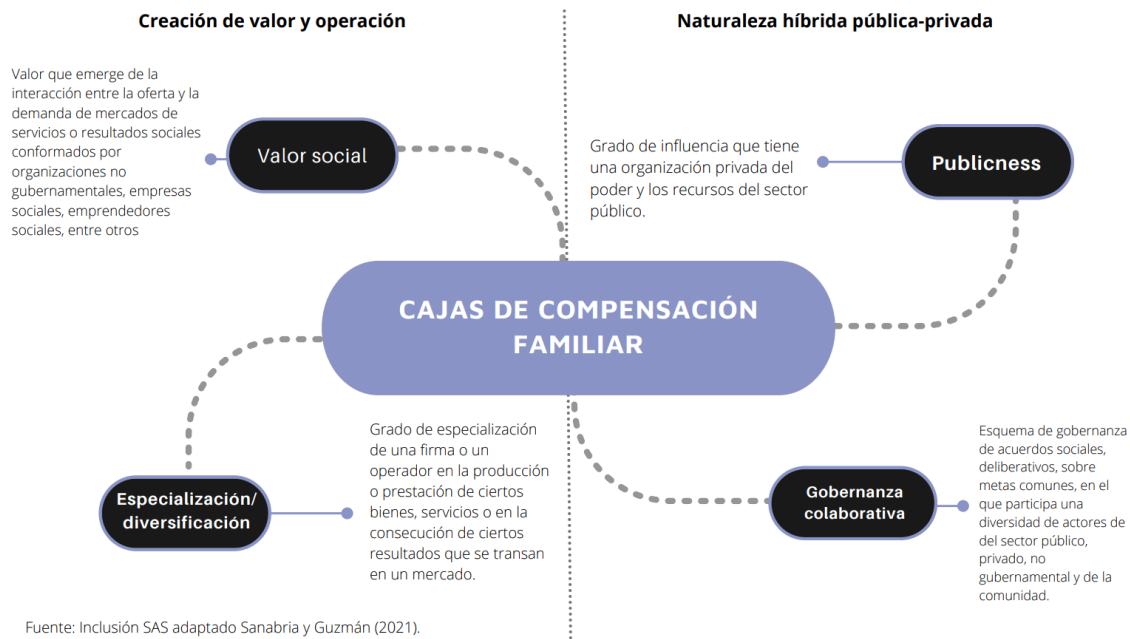 Creación de valor y operación
Naturaleza híbrida pública-privada
Valor que emerge de la
interacción entre la oferta y la
demanda de mercados de
servicios o resultados sociales
conformados por
organizaciones no
gubernamentales, empresas
sociales, emprendedores
sociales, entre otros
Valor social
Grado de influencia que tiene
una organización privada del
poder y los recursos del sector
público.
Publicness
CAJAS DE COMPENSACIÓN
FAMILIAR
Especialización/
diversificación
Grado de especialización
de una firma o un
operador en la producción
o prestación de ciertos
bienes, servicios o en la
consecución de ciertos
resultados que se transan
en un mercado.
Gobernanza
colaborativa
Esquema de gobernanza
de acuerdos sociales,
deliberativos, sobre
metas comunes, en el
que participa una
diversidad de actores de
del sector público,
privado, no
gubernamental y de la
comunidad.
Fuente: Inclusión SAS adaptado Sanabria y Guzmán (2021).